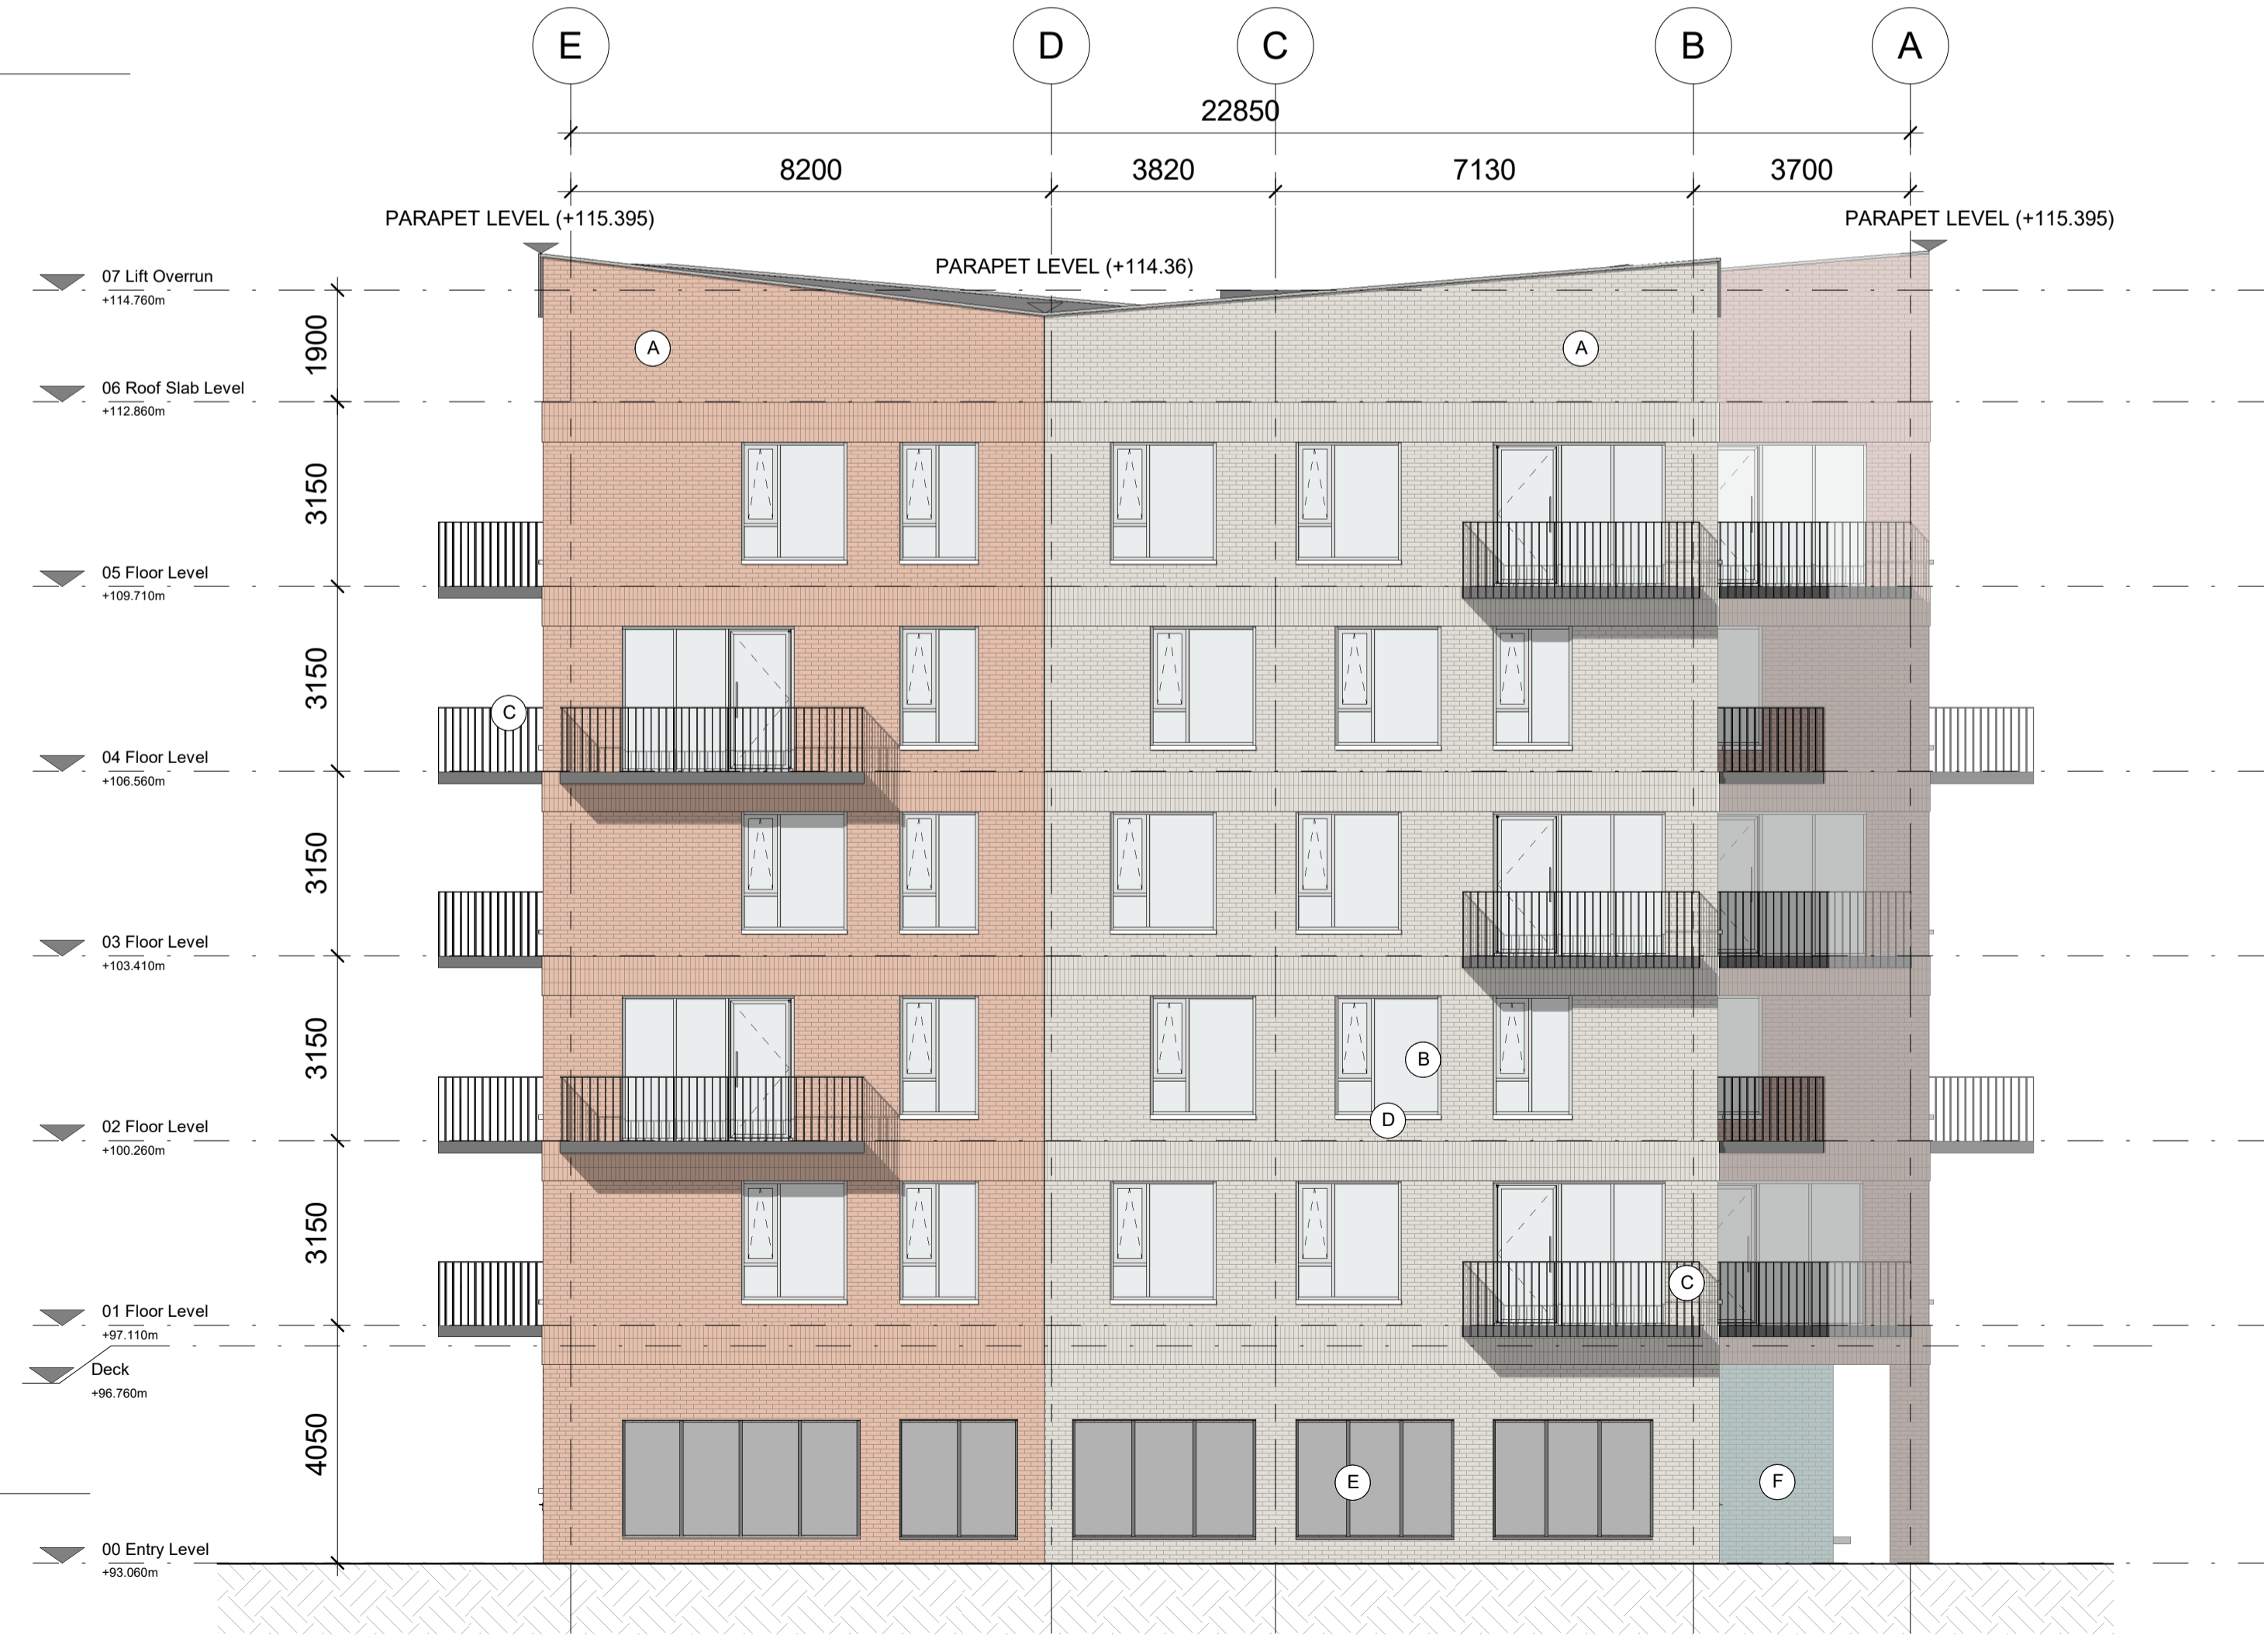 E D C B A
22850
8200 3820 7130 3700
PARAPET LEVEL (+115.395)
PARAPET LEVEL (+115.395)
PARAPET LEVEL (+114.36)
07 Lift Overrun
+114.760m
1900
A A
06 Roof Slab Level
+112.860m
3150
05 Floor Level
+109.710m
3150
C
04 Floor Level
+106.560m
3150
03 Floor Level
+103.410m
3150
B
D
02 Floor Level
+100.260m
3150
C
01 Floor Level
+97.110m
Deck
+96.760m
4050
E
F
00 Entry Level
+93.060m